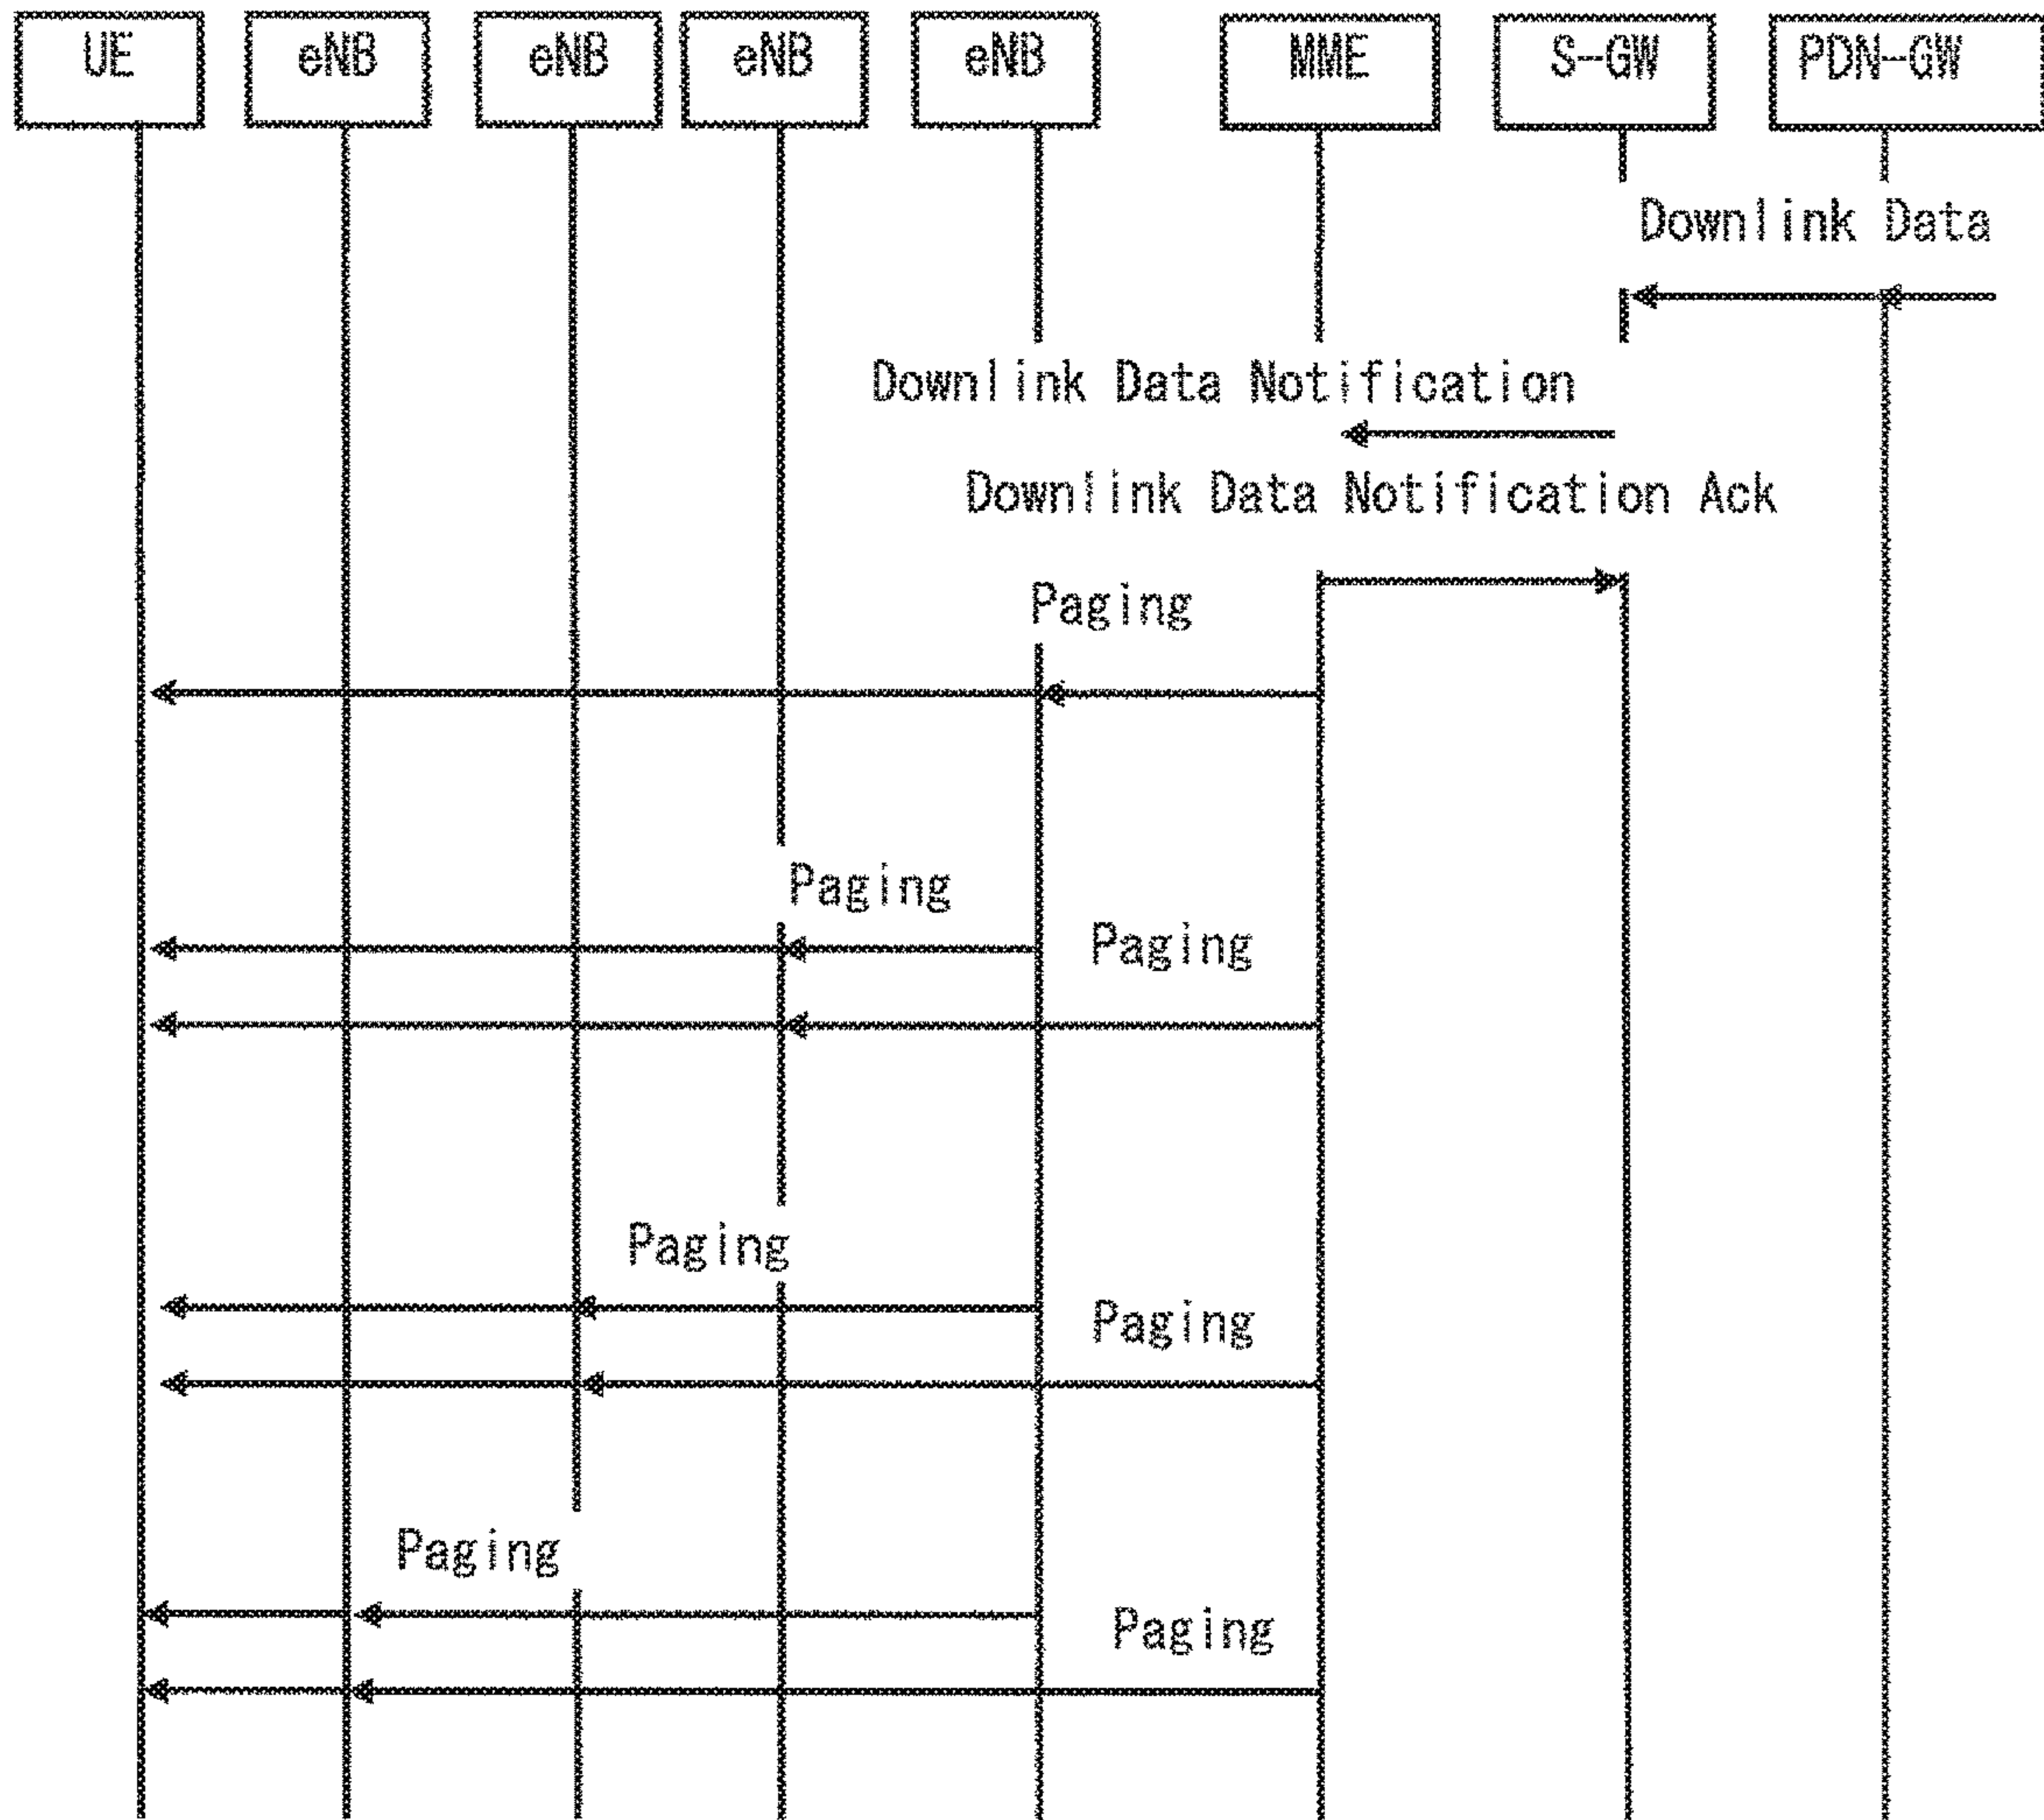 UE eNB eNB eNB eNB MME S-GW PDN-GW
Downlink Data
Downlink Data Notification
Downlink Data Notification Ack
Paging
Paging
Paging
Paging
Paging
Paging
Paging